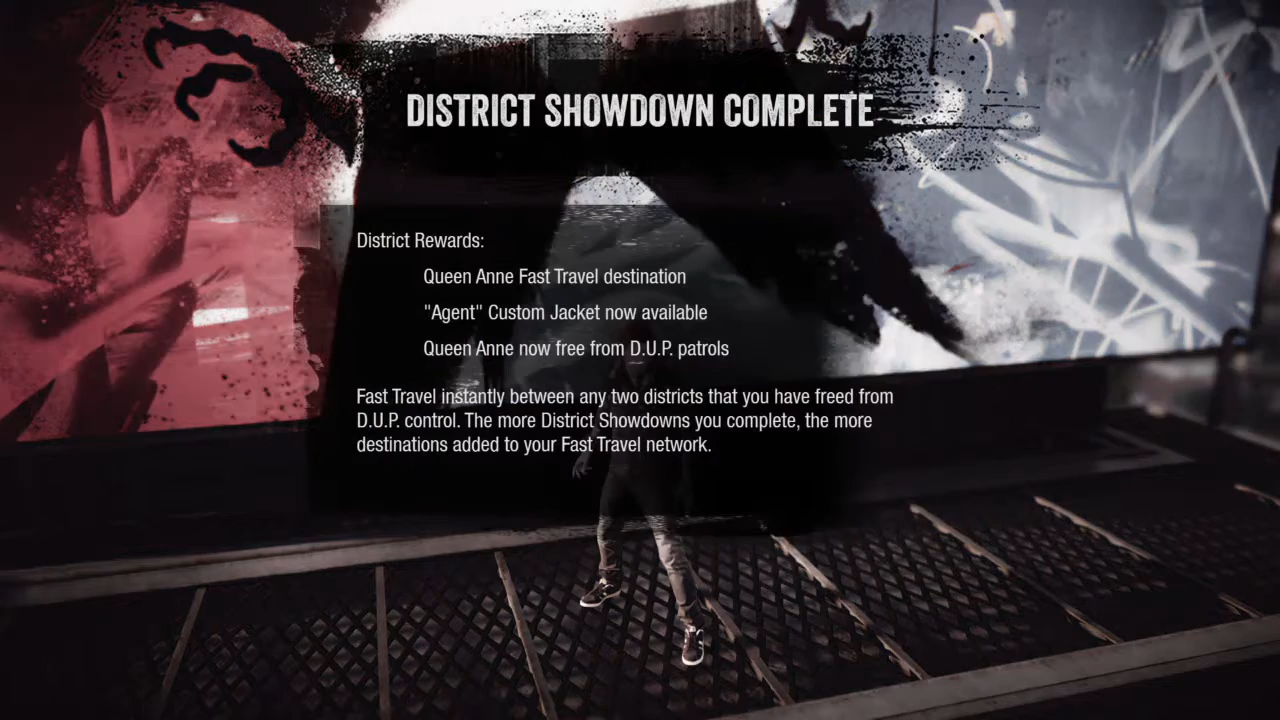 DISTRICT SHOWDOWN COMPLETE
District Rewards:
Queen Anne Fast Travel destination
"Agent" Custom Jacket now available
Queen Anne now free from D.U.P. patrols
Fast Travel instantly between any two districts that you have freed from
D.U.P. control. The more District Showdowns you complete, the more
destinations added to your Fast Travel network.